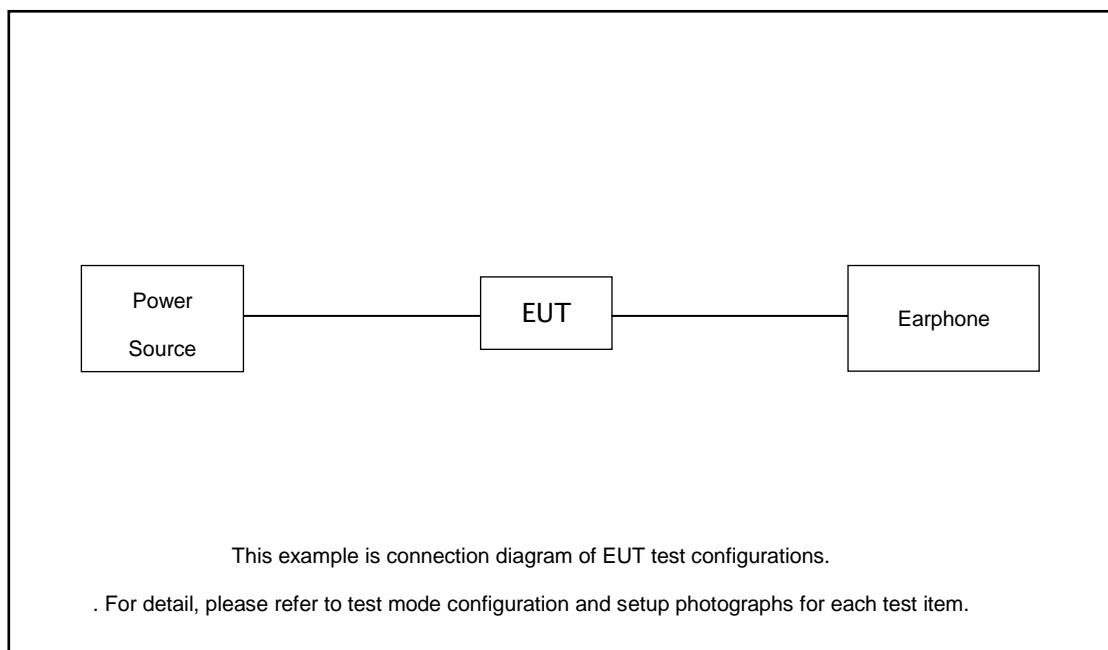 Power
Source
EUT
Earphone
This example is connection diagram of EUT test configurations.
. For detail, please refer to test mode configuration and setup photographs for each test item.